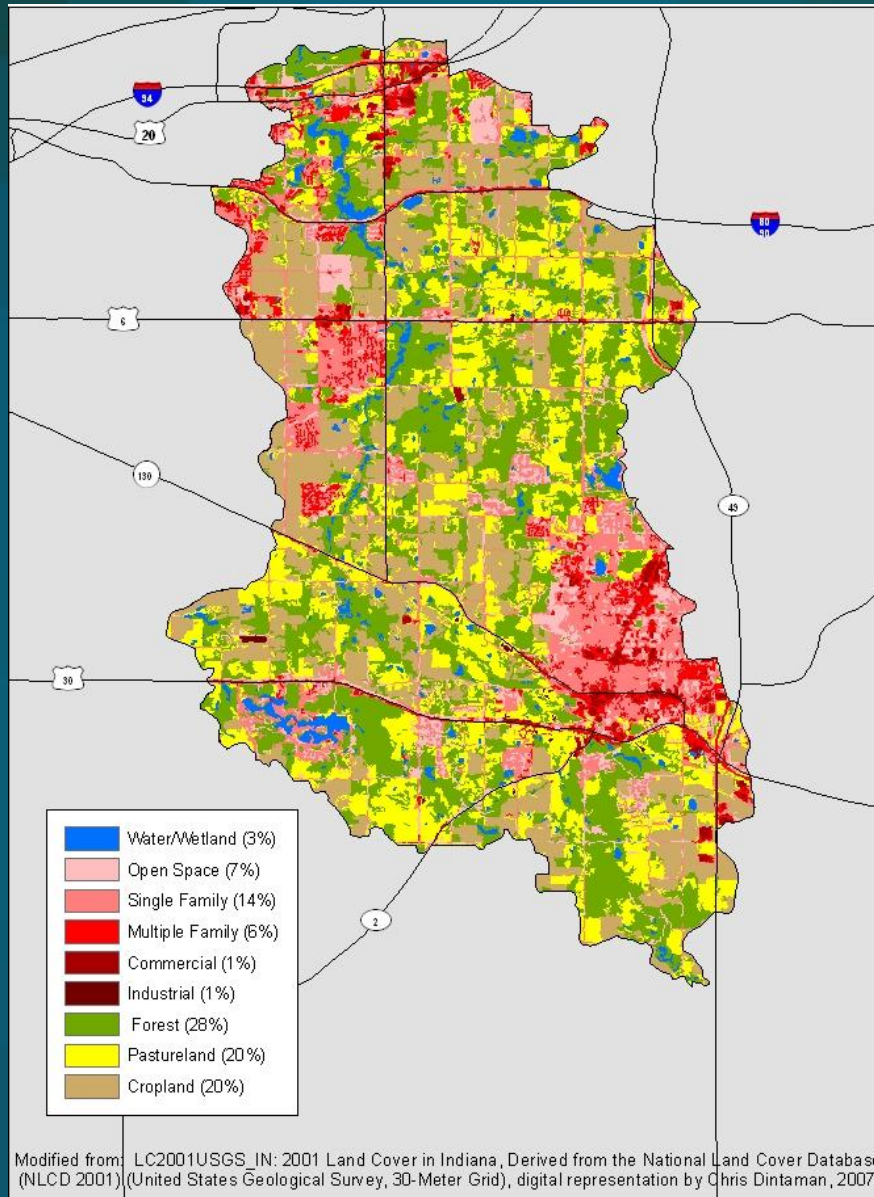 94
20
80
90
6
130
49
30
2
Water/Wetland (3%)
Open Space (7%)
Single Family (14%)
Multiple Family (6%)
Commercial (1%)
Industrial (1%)
Forest (28%)
Pastureland (20%)
Cropland (20%)
Modified from: LC2001USGS_IN: 2001 Land Cover in Indiana, Derived from the National Land Cover Database
(NLCD 2001) (United States Geological Survey, 30-Meter Grid), digital representation by Chris Dintaman, 2007